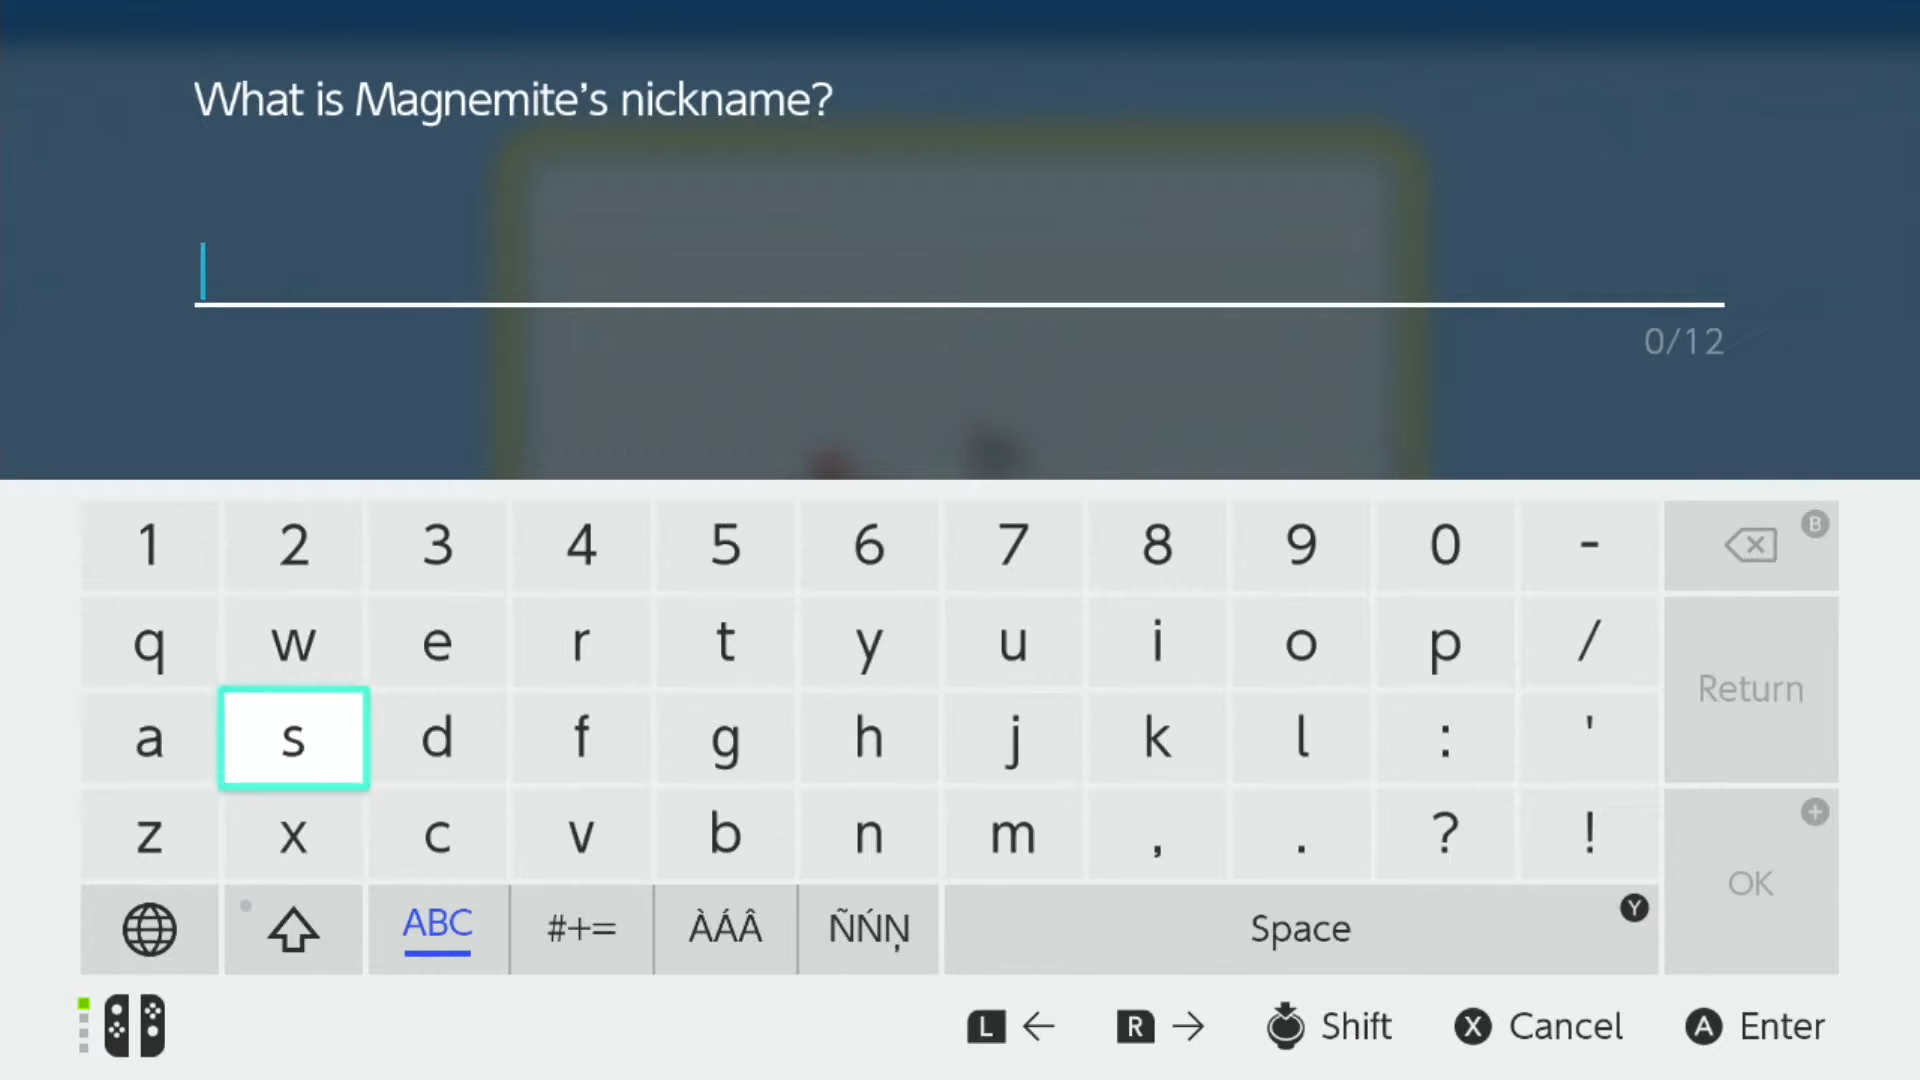 What is Magnemite's nickname?
0/12
1 2 3 4 5 6 7 8 9 0 - B
q w e r t y u i o p /
Return
a s d f g h j k l : '
z x c v b n m , . ? ! +
OK
ABC #+= ÀÁÂ ÑŃŅ Space Y
L ← R → Shift X Cancel A Enter